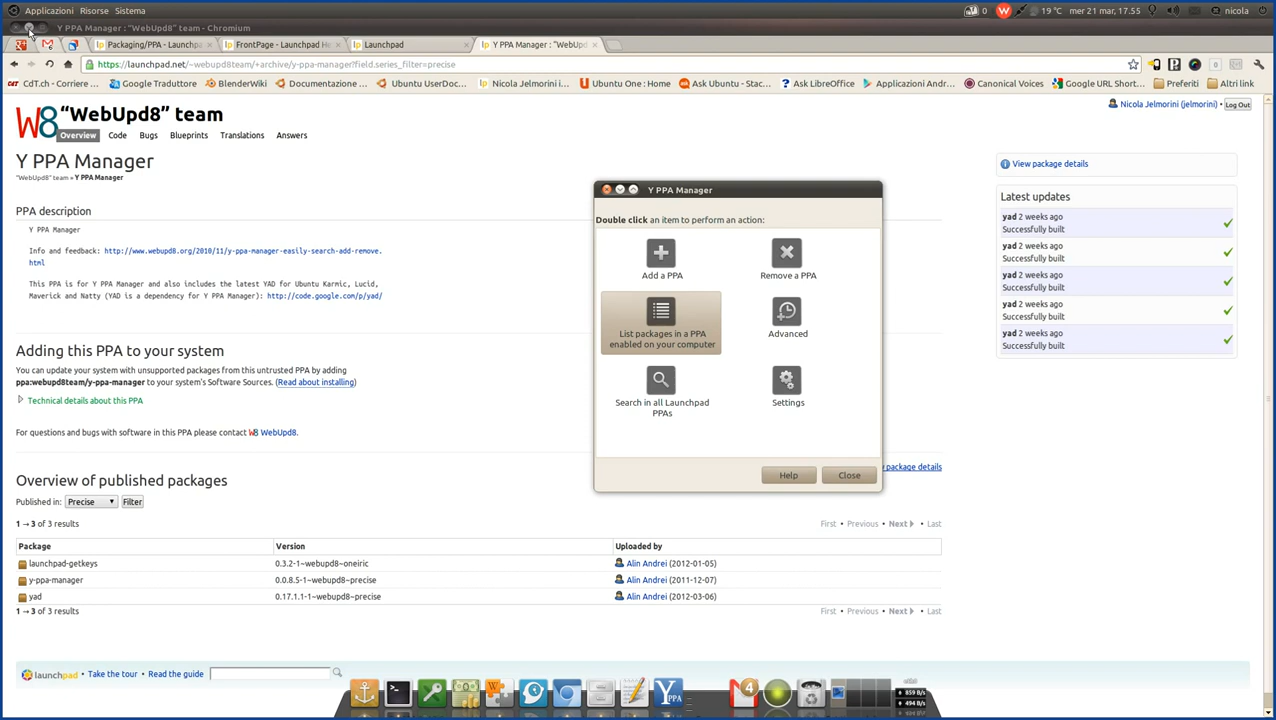 Applicazioni Risorse Sistema 0 19 °C mer 21 mar, 17.55 nicola
Y PPA Manager : “WebUpd8” team - Chromium
Packaging/PPA - Launchpa FrontPage - Launchpad He Launchpad Y PPA Manager : “WebUpd
https://launchpad.net/~webupd8team/+archive/y-ppa-manager?field.series_filter=precise
CdT.ch - Corriere ... Google Traduttore BlenderWiki Documentazione ... Nicola Jelmorini i... Ubuntu One : Home Ask Ubuntu - Stac... Ask LibreOffice Applicazioni Andr... Canonical Voices Google URL Short... Preferiti Altri link
W8 “WebUpd8” team
Nicola Jelmorini (jelmorini) • Log Out
Overview Code Bugs Blueprints Translations Answers
Y PPA Manager
“WebUpd8” team » Y PPA Manager
View package details
PPA description
Y PPA Manager
Info and feedback: http://www.webupd8.org/2010/11/y-ppa-manager-easily-search-add-remove.
html
This PPA is for Y PPA Manager and also includes the latest YAD for Ubuntu Karmic, Lucid,
Maverick and Natty (YAD is a dependency for Y PPA Manager): http://code.google.com/p/yad/
Latest updates
yad 2 weeks ago
Successfully built
yad 2 weeks ago
Successfully built
yad 2 weeks ago
Successfully built
yad 2 weeks ago
Successfully built
yad 2 weeks ago
Successfully built
Y PPA Manager
Double click an item to perform an action:
Add a PPA Remove a PPA
List packages in a PPA
enabled on your computer
Advanced
Search in all Launchpad
PPAs
Settings
Help Close
Adding this PPA to your system
You can update your system with unsupported packages from this untrusted PPA by adding
ppa:webupd8team/y-ppa-manager to your system's Software Sources. (Read about installing)
Technical details about this PPA
For questions and bugs with software in this PPA please contact W8 WebUpd8.
package details
Overview of published packages
Published in: Precise Filter
1 → 3 of 3 results First • Previous • Next • Last
Package Version Uploaded by
launchpad-getkeys 0.3.2-1~webupd8~oneiric Alin Andrei (2012-01-05)
y-ppa-manager 0.0.8.5-1~webupd8~precise Alin Andrei (2011-12-07)
yad 0.17.1.1-1~webupd8~precise Alin Andrei (2012-03-06)
1 → 3 of 3 results First • Previous • Next • Last
launchpad • Take the tour • Read the guide
Y PPA
4
859 B/s
494 B/s